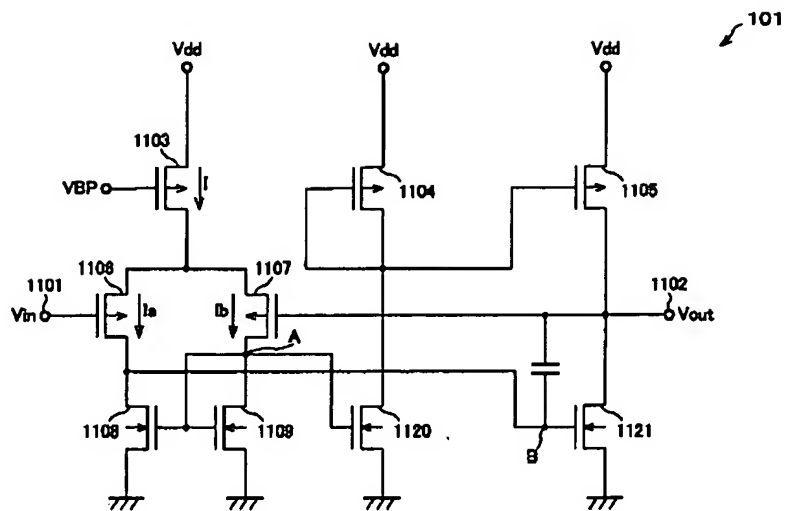 101
Vdd
Vdd
Vdd
1103
VBP
I
1104
1105
1106
1107
1101
1102
Vin
Ia
Ib
Vout
A
1108
1109
1120
B
1121